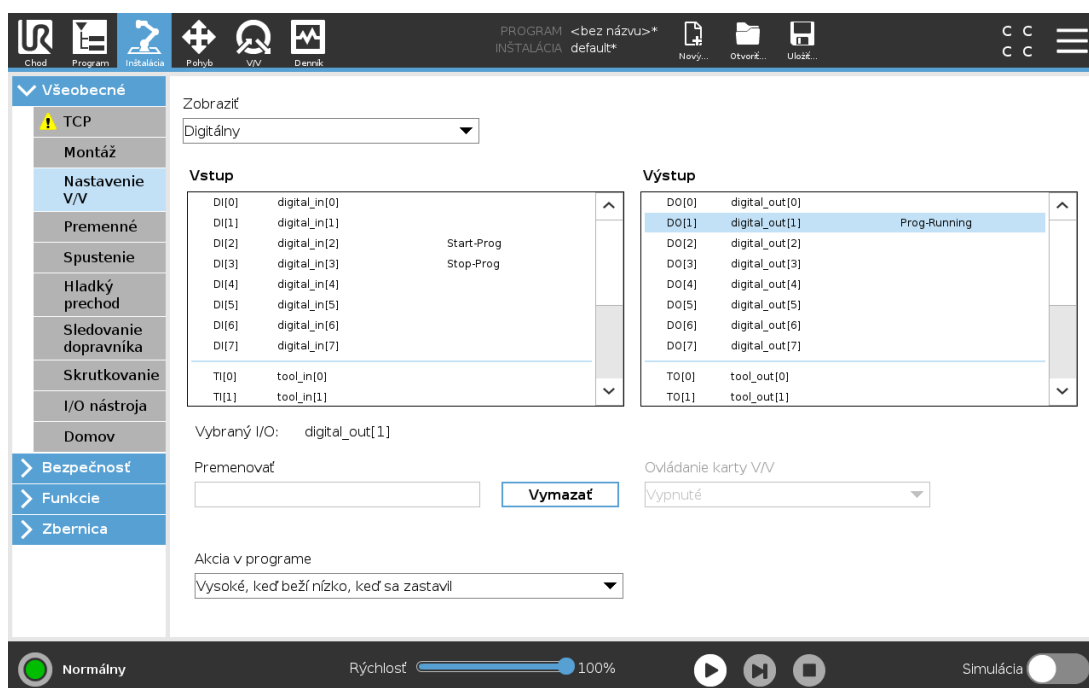 PROGRAM <bez názvu>*
INŠTALÁCIA default*
Chod Program Inštalácia Pohyb V/V Denník Nový... Otvoriť... Uložiť...
C C
C C
Všeobecné
TCP
Montáž
Nastavenie
V/V
Premenné
Spustenie
Hladký
prechod
Sledovanie
dopravníka
Skrutkovanie
I/O nástroja
Domov
Bezpečnosť
Funkcie
Zbernica
Zobraziť
Digitálny
Vstup
DI[0] digital_in[0]
DI[1] digital_in[1]
DI[2] digital_in[2] Start-Prog
DI[3] digital_in[3] Stop-Prog
DI[4] digital_in[4]
DI[5] digital_in[5]
DI[6] digital_in[6]
DI[7] digital_in[7]
TI[0] tool_in[0]
TI[1] tool_in[1]
Výstup
DO[0] digital_out[0]
DO[1] digital_out[1] Prog-Running
DO[2] digital_out[2]
DO[3] digital_out[3]
DO[4] digital_out[4]
DO[5] digital_out[5]
DO[6] digital_out[6]
DO[7] digital_out[7]
TO[0] tool_out[0]
TO[1] tool_out[1]
Vybraný I/O: digital_out[1]
Premenovať
Vymazať
Ovládanie karty V/V
Vypnuté
Akcia v programe
Vysoké, keď beží nízko, keď sa zastavil
Normálny
Rýchlosť 100%
Simulácia